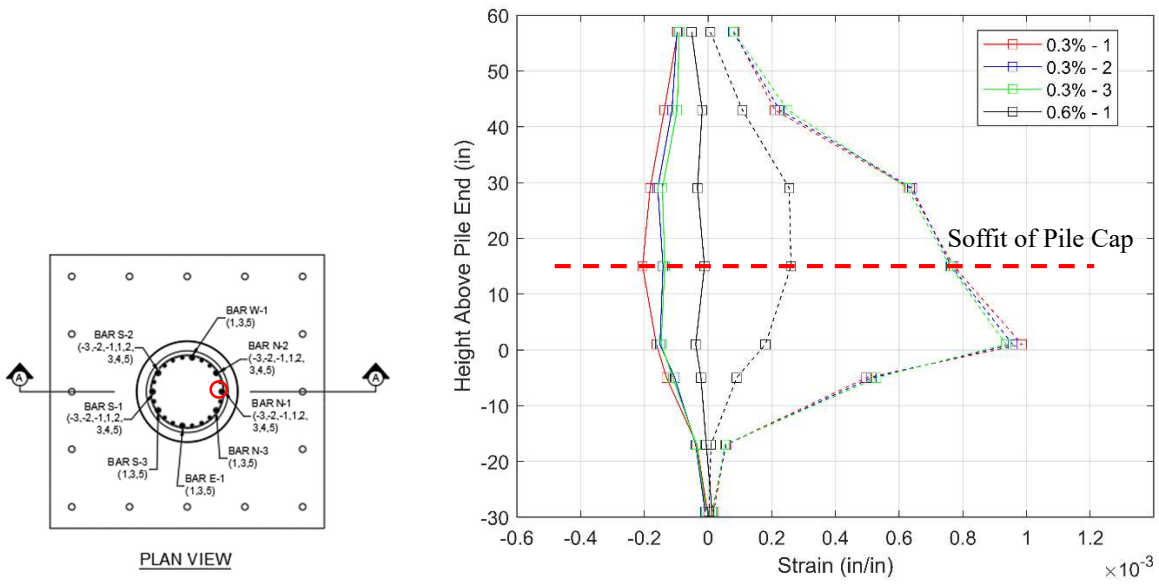 BAR W-1
(1,3,5)
BAR S-2
(-3,-2,-1,1,2,
3,4,5)
BAR N-2
(-3,-2,-1,1,2,
3,4,5)
A
A
BAR S-1
(-3,-2,-1,1,2,
3,4,5)
BAR N-1
(-3,-2,-1,1,2,
3,4,5)
BAR S-3
(1,3,5)
BAR N-3
(1,3,5)
BAR E-1
(1,3,5)
PLAN VIEW
Height Above Pile End (in)
60
50
40
30
20
10
0
-10
-20
-30
0.3% - 1
0.3% - 2
0.3% - 3
0.6% - 1
Soffit of Pile Cap
-0.6
-0.4
-0.2
0
0.2
0.4
0.6
0.8
1
1.2
Strain (in/in)
×10⁻³